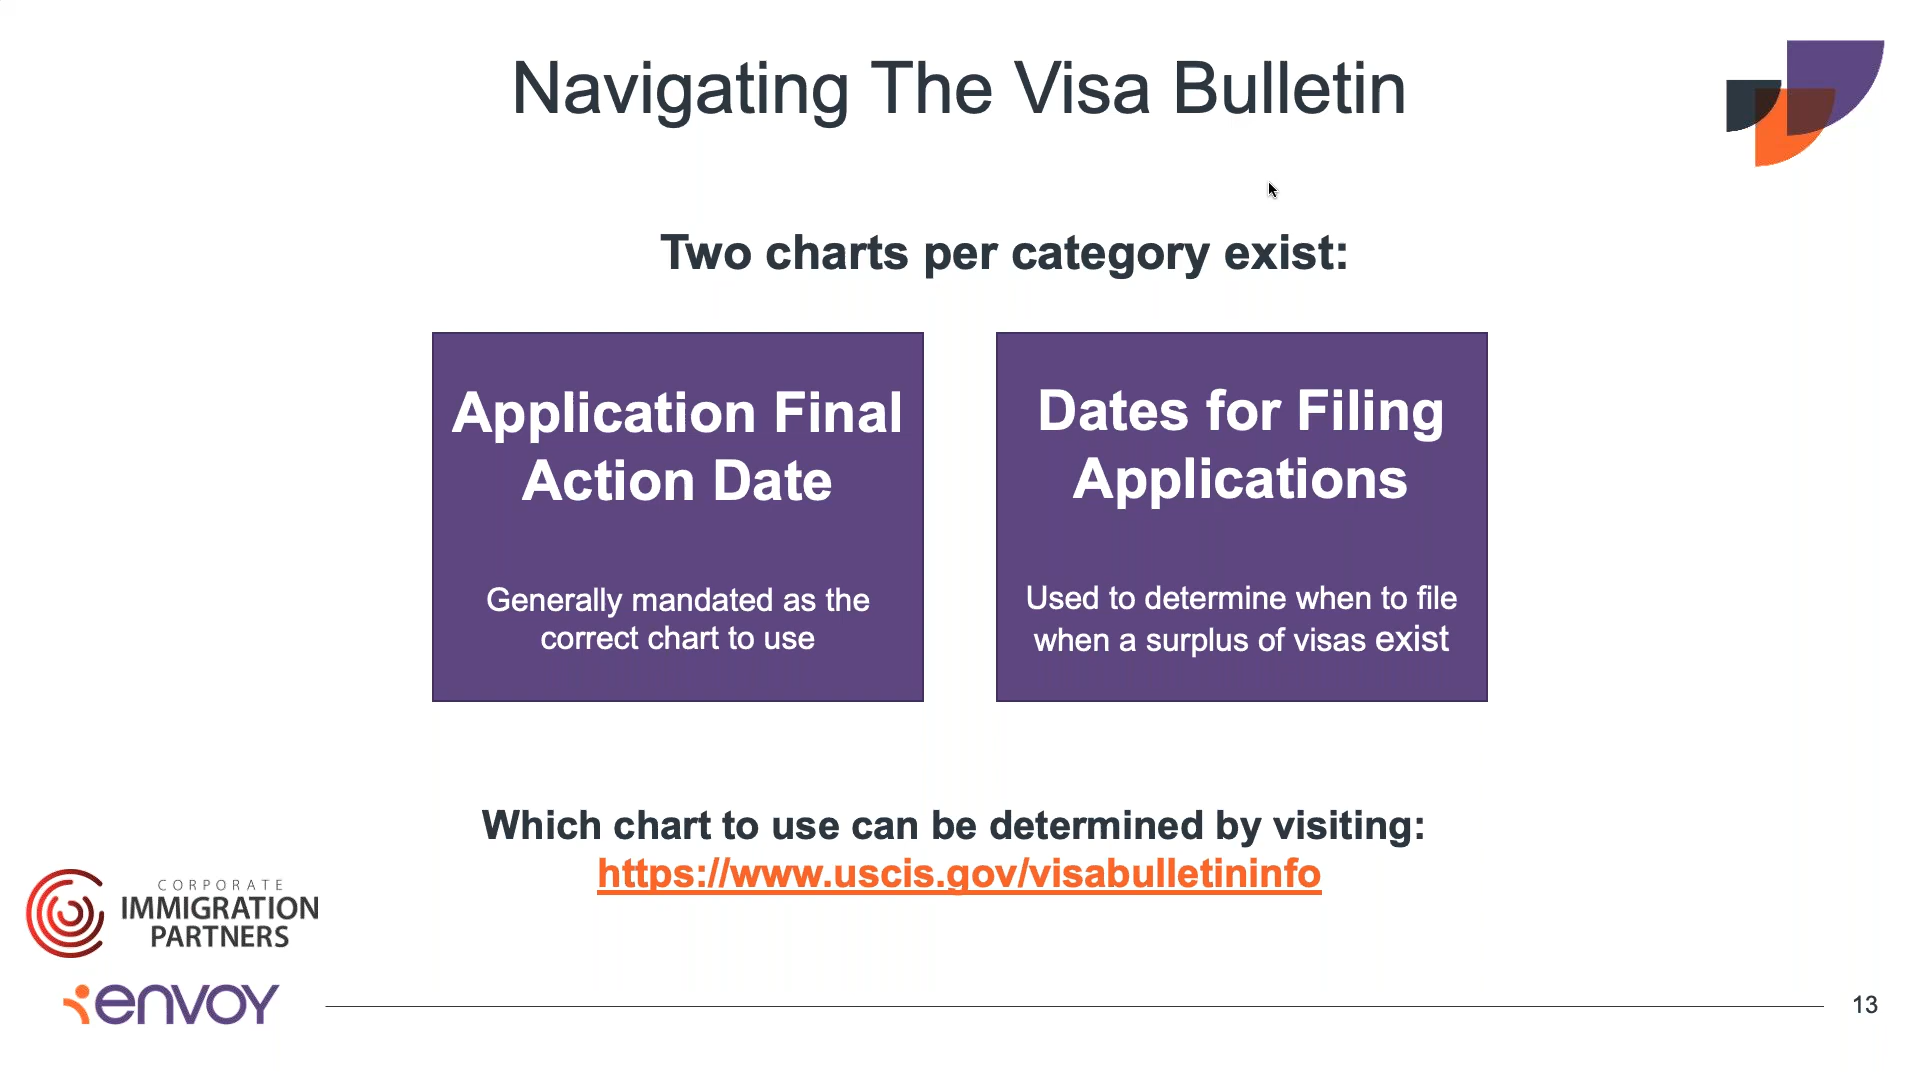 Navigating The Visa Bulletin
Two charts per category exist:
Application Final
Action Date
Generally mandated as the
correct chart to use
Dates for Filing
Applications
Used to determine when to file
when a surplus of visas exist
Which chart to use can be determined by visiting:
https://www.uscis.gov/visabulletininfo
CORPORATE
IMMIGRATION
PARTNERS
envoy
13